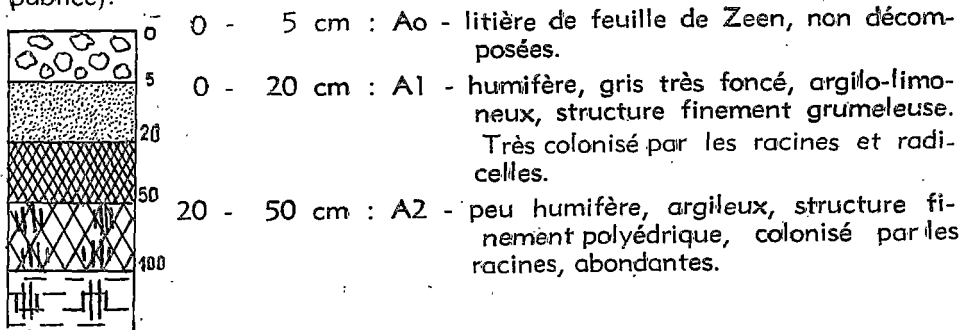 publiée).
0 - 5 cm : Ao - litière de feuille de Zeen, non décom-
posées.
0 - 20 cm : A1 - humifère, gris très foncé, argilo-limo-
neux, structure finement grumeleuse.
Très colonisé par les racines et radi-
celles.
20 - 50 cm : A2 - peu humifère, argileux, structure fi-
nement polyédrique, colonisé par les
racines, abondantes.
0
5
20
50
100